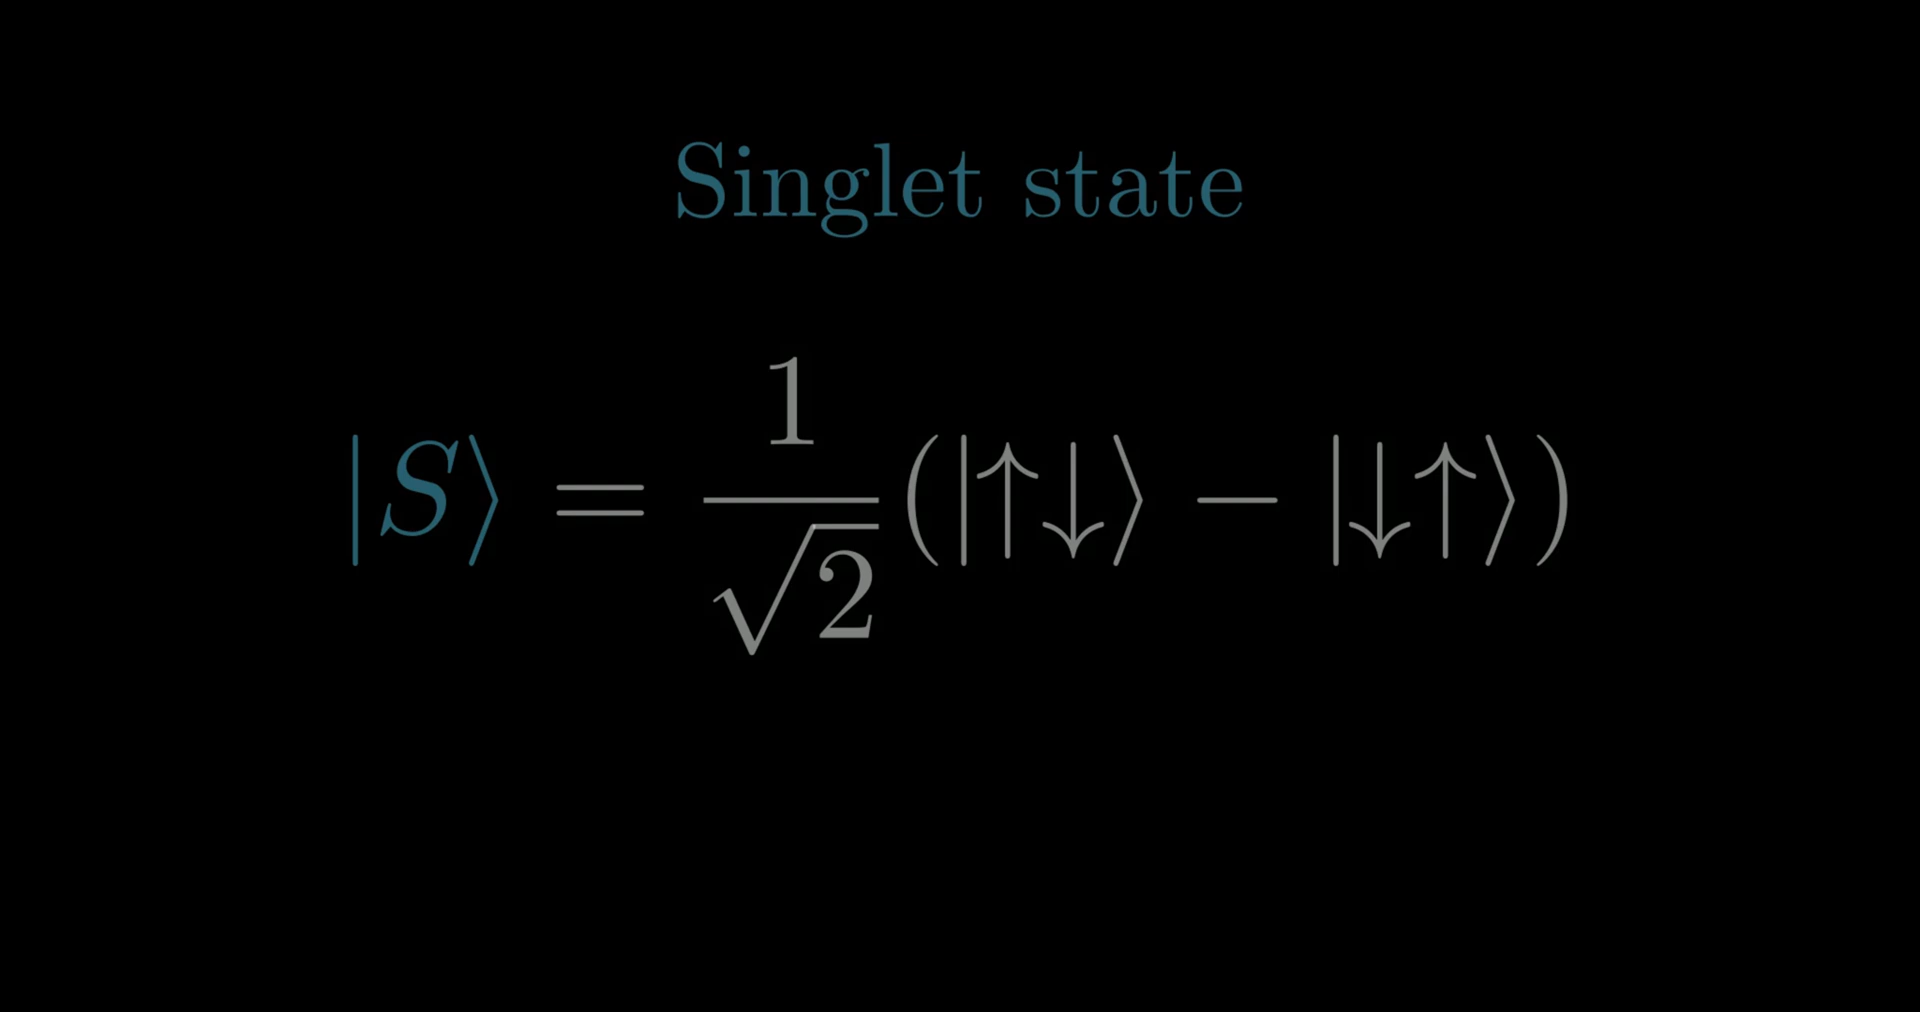 Singlet state
|S⟩ = 1/√2 (|↑↓⟩ − |↓↑⟩)